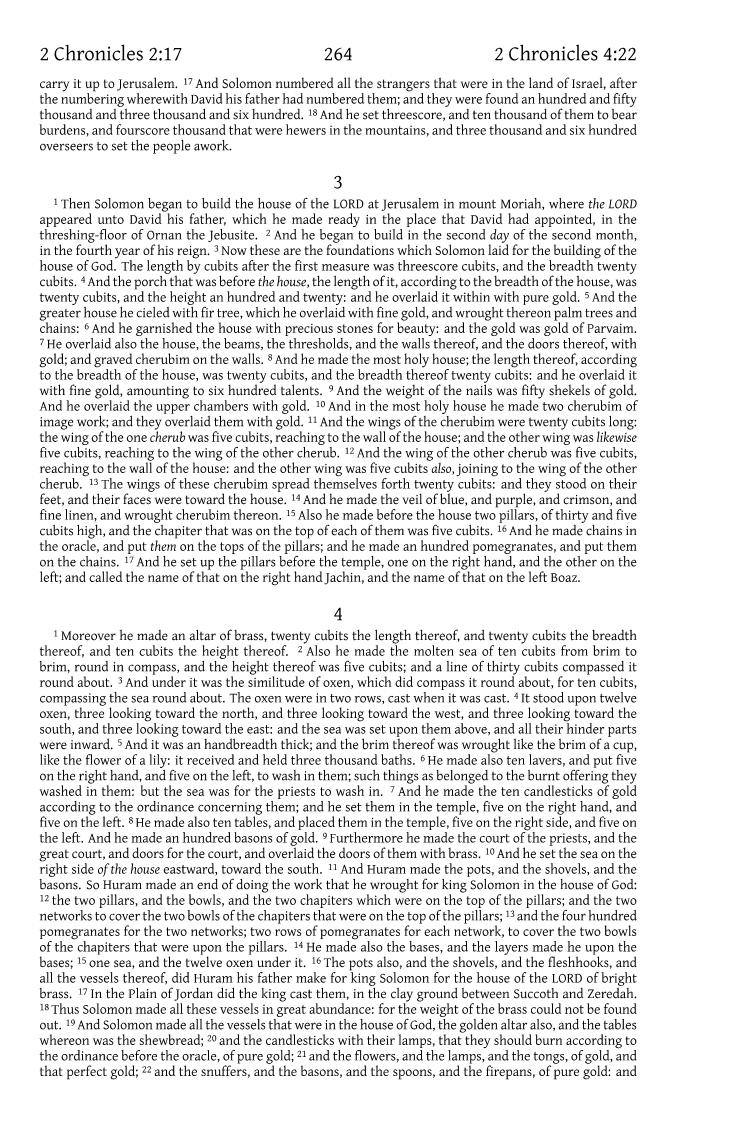 2 Chronicles 2:17 264 2 Chronicles 4:22
carry it up to Jerusalem. 17 And Solomon numbered all the strangers that were in the land of Israel, after
the numbering wherewith David his father had numbered them; and they were found an hundred and fifty
thousand and three thousand and six hundred. 18 And he set threescore, and ten thousand of them to bear
burdens, and fourscore thousand that were hewers in the mountains, and three thousand and six hundred
overseers to set the people awork.
3
1 Then Solomon began to build the house of the LORD at Jerusalem in mount Moriah, where the LORD
appeared unto David his father, which he made ready in the place that David had appointed, in the
threshing-floor of Ornan the Jebusite. 2 And he began to build in the second day of the second month,
in the fourth year of his reign. 3 Now these are the foundations which Solomon laid for the building of the
house of God. The length by cubits after the first measure was threescore cubits, and the breadth twenty
cubits. 4 And the porch that was before the house, the length of it, according to the breadth of the house, was
twenty cubits, and the height an hundred and twenty: and he overlaid it within with pure gold. 5 And the
greater house he cieled with fir tree, which he overlaid with fine gold, and wrought thereon palm trees and
chains: 6 And he garnished the house with precious stones for beauty: and the gold was gold of Parvaim.
7 He overlaid also the house, the beams, the thresholds, and the walls thereof, and the doors thereof, with
gold; and graved cherubim on the walls. 8 And he made the most holy house; the length thereof, according
to the breadth of the house, was twenty cubits, and the breadth thereof twenty cubits: and he overlaid it
with fine gold, amounting to six hundred talents. 9 And the weight of the nails was fifty shekels of gold.
And he overlaid the upper chambers with gold. 10 And in the most holy house he made two cherubim of
image work; and they overlaid them with gold. 11 And the wings of the cherubim were twenty cubits long:
the wing of the one cherub was five cubits, reaching to the wall of the house; and the other wing was likewise
five cubits, reaching to the wing of the other cherub. 12 And the wing of the other cherub was five cubits,
reaching to the wall of the house: and the other wing was five cubits also, joining to the wing of the other
cherub. 13 The wings of these cherubim spread themselves forth twenty cubits: and they stood on their
feet, and their faces were toward the house. 14 And he made the veil of blue, and purple, and crimson, and
fine linen, and wrought cherubim thereon. 15 Also he made before the house two pillars, of thirty and five
cubits high, and the chapiter that was on the top of each of them was five cubits. 16 And he made chains in
the oracle, and put them on the tops of the pillars; and he made an hundred pomegranates, and put them
on the chains. 17 And he set up the pillars before the temple, one on the right hand, and the other on the
left; and called the name of that on the right hand Jachin, and the name of that on the left Boaz.
4
1 Moreover he made an altar of brass, twenty cubits the length thereof, and twenty cubits the breadth
thereof, and ten cubits the height thereof. 2 Also he made the molten sea of ten cubits from brim to
brim, round in compass, and the height thereof was five cubits; and a line of thirty cubits compassed it
round about. 3 And under it was the similitude of oxen, which did compass it round about, for ten cubits,
compassing the sea round about. The oxen were in two rows, cast when it was cast. 4 It stood upon twelve
oxen, three looking toward the north, and three looking toward the west, and three looking toward the
south, and three looking toward the east: and the sea was set upon them above, and all their hinder parts
were inward. 5 And it was an handbreadth thick; and the brim thereof was wrought like the brim of a cup,
like the flower of a lily: it received and held three thousand baths. 6 He made also ten lavers, and put five
on the right hand, and five on the left, to wash in them; such things as belonged to the burnt offering they
washed in them: but the sea was for the priests to wash in. 7 And he made the ten candlesticks of gold
according to the ordinance concerning them; and he set them in the temple, five on the right hand, and
five on the left. 8 He made also ten tables, and placed them in the temple, five on the right side, and five on
the left. And he made an hundred basons of gold. 9 Furthermore he made the court of the priests, and the
great court, and doors for the court, and overlaid the doors of them with brass. 10 And he set the sea on the
right side of the house eastward, toward the south. 11 And Huram made the pots, and the shovels, and the
basons. So Huram made an end of doing the work that he wrought for king Solomon in the house of God:
12 the two pillars, and the bowls, and the two chapiters which were on the top of the pillars; and the two
networks to cover the two bowls of the chapiters that were on the top of the pillars; 13 and the four hundred
pomegranates for the two networks; two rows of pomegranates for each network, to cover the two bowls
of the chapiters that were upon the pillars. 14 He made also the bases, and the layers made he upon the
bases; 15 one sea, and the twelve oxen under it. 16 The pots also, and the shovels, and the fleshhooks, and
all the vessels thereof, did Huram his father make for king Solomon for the house of the LORD of bright
brass. 17 In the Plain of Jordan did the king cast them, in the clay ground between Succoth and Zeredah.
18 Thus Solomon made all these vessels in great abundance: for the weight of the brass could not be found
out. 19 And Solomon made all the vessels that were in the house of God, the golden altar also, and the tables
whereon was the shewbread; 20 and the candlesticks with their lamps, that they should burn according to
the ordinance before the oracle, of pure gold; 21 and the flowers, and the lamps, and the tongs, of gold, and
that perfect gold; 22 and the snuffers, and the basons, and the spoons, and the firepans, of pure gold: and